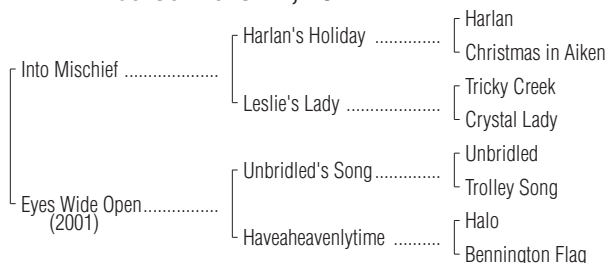 Harlan
Harlan's Holiday ..............
Christmas in Aiken
Into Mischief ....................
Tricky Creek
Leslie's Lady .....................
Crystal Lady
Unbridled
Unbridled's Song..............
Trolley Song
Eyes Wide Open................
(2001)
Halo
Haveaheavenlytime ..........
Bennington Flag